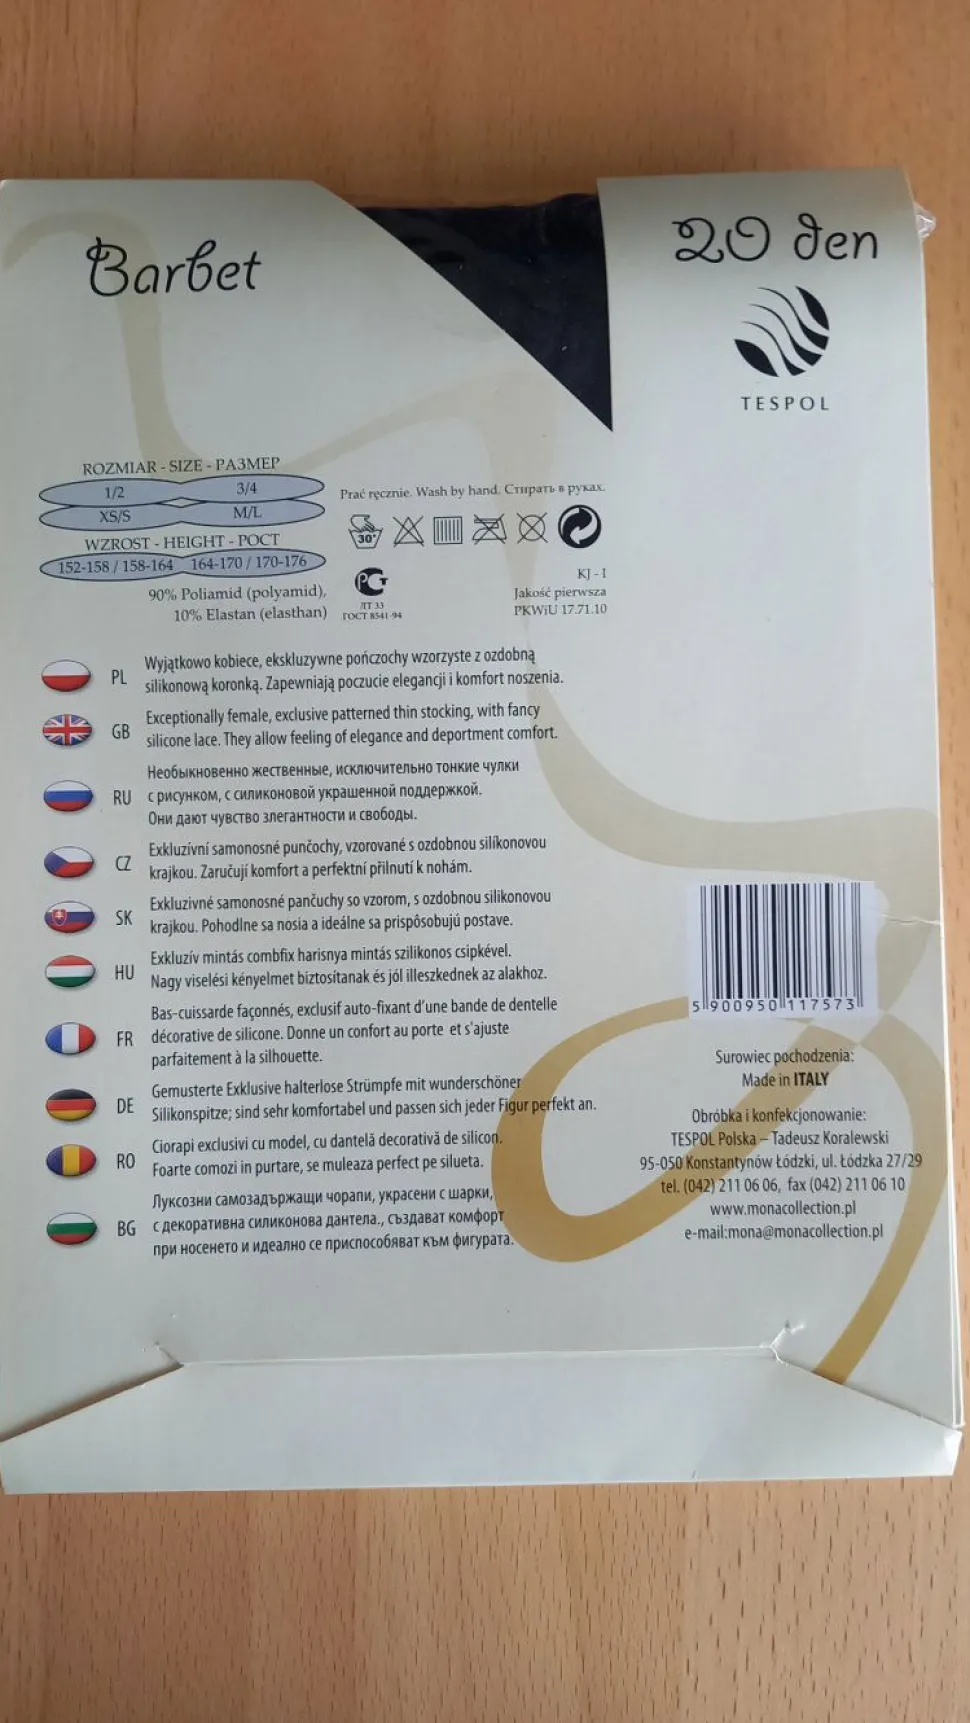 Barbet
20 den
TESPOL
ROZMIAR - SIZE - РАЗМЕР
1/2 3/4
XS/S M/L
WZROST - HEIGHT - РОСТ
152-158 / 158-164 164-170 / 170-176
90% Poliamid (polyamid),
10% Elastan (elasthan)
Prać ręcznie. Wash by hand. Стирать в руках.
30°
РСТ
ЛТ 33
ГОСТ 8541-94
KJ - I
Jakość pierwsza
PKWiU 17.71.10
PL
Wyjątkowo kobiece, ekskluzywne pończochy wzorzyste z ozdobną
silikonową koronką. Zapewniają poczucie elegancji i komfort noszenia.
GB
Exceptionally female, exclusive patterned thin stocking, with fancy
silicone lace. They allow feeling of elegance and deportment comfort.
RU
Необыкновенно жественные, исключительно тонкие чулки
с рисунком, с силиконовой украшенной поддержкой.
Они дают чувство злегантности и свободы.
CZ
Exkluzívní samonosné punčochy, vzorované s ozdobnou silíkonovou
krajkou. Zaručují komfort a perfektní přilnutí k nohám.
SK
Exkluzivné samonosné pančuchy so vzorom, s ozdobnou silikonovou
krajkou. Pohodlne sa nosia a ideálne sa prispôsobujú postave.
HU
Exkluzív mintás combfix harisnya mintás szilikonos csipkével.
Nagy viselési kényelmet biztosítanak és jól illeszkednek az alakhoz.
FR
Bas-cuissarde façonnés, exclusif auto-fixant d'une bande de dentelle
décorative de silicone. Donne un confort au porte et s'ajuste
parfaitement à la silhouette.
DE
Gemusterte Exklusive halterlose Strümpfe mit wunderschöner
Silikonspitze; sind sehr komfortabel und passen sich jeder Figur perfekt an.
RO
Ciorapi exclusivi cu model, cu dantelă decorativă de silicon.
Foarte comozi in purtare, se muleaza perfect pe silueta.
BG
Луксозни самозадържащи чорапи, украсени с шарки,
с декоративна силиконова дантела., създават комфорт
при носенето и идеално се приспособяват към фигурата.
5 900950 117573
Surowiec pochodzenia:
Made in ITALY
Obróbka i konfekcjonowanie:
TESPOL Polska – Tadeusz Koralewski
95-050 Konstantynów Łódzki, ul. Łódzka 27/29
tel. (042) 211 06 06, fax (042) 211 06 10
www.monacollection.pl
e-mail:mona@monacollection.pl